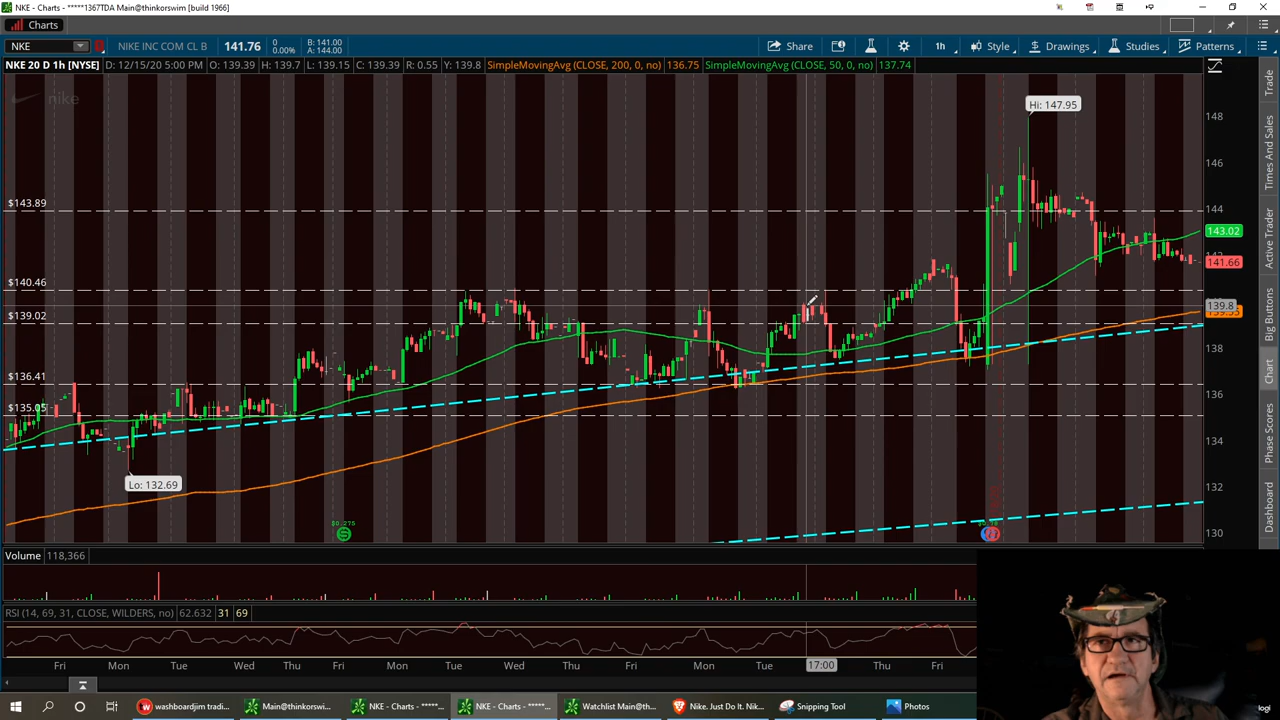 NKE - Charts - *****1367TDA Main@thinkorswim [build 1966]
Charts
NKE
NIKE INC COM CL B
141.76
0
0.00%
B: 141.00
A: 144.00
Share
1h
Style
Drawings
Studies
Patterns
NKE 20 D 1h [NYSE]
D: 12/15/20 5:00 PM
O: 139.39
H: 139.7
L: 139.15
C: 139.39
R: 0.55
Y: 139.8
SimpleMovingAvg (CLOSE, 200, 0, no)
136.75
SimpleMovingAvg (CLOSE, 50, 0, no)
137.74
nike
Hi: 147.95
$143.89
$140.46
$139.02
$136.41
$135.05
Lo: 132.69
$0.275
S
148
146
144
143.02
141.66
139.8
138
136
134
132
130
Trade
Times And Sales
Active Trader
Big Buttons
Chart
Phase Scores
Dashboard
Volume
118,366
RSI (14, 69, 31, CLOSE, WILDERS, no)
62.632
31
69
Fri
Mon
Tue
Wed
Thu
Fri
Mon
Tue
Wed
Thu
Fri
Mon
Tue
17:00
Thu
Fri
washboardjim tradi...
Main@thinkorswi...
NKE - Charts - ****...
NKE - Charts - *****...
Watchlist Main@th...
Nike. Just Do It. Nik...
Snipping Tool
Photos
logi